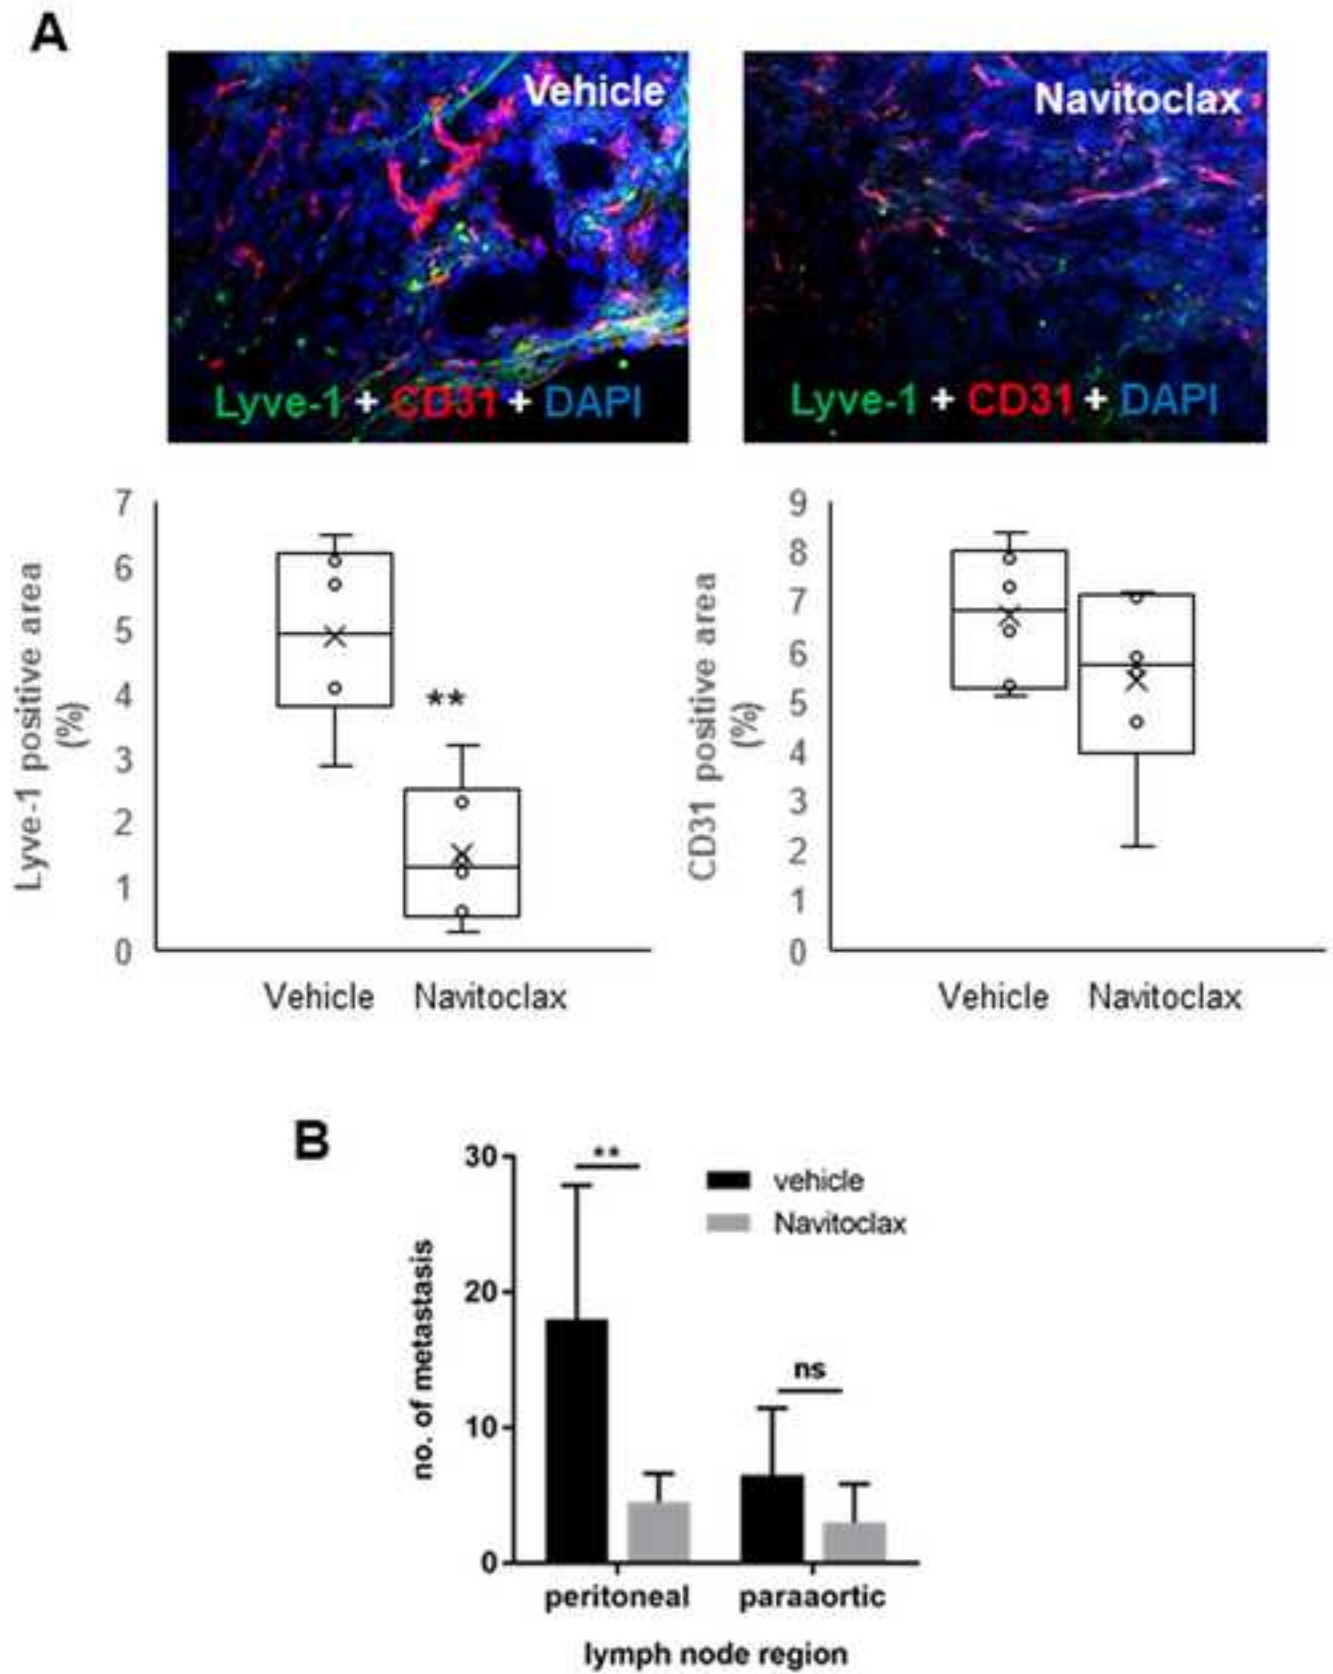 A
Vehicle
Lyve-1 + CD31 + DAPI
Navitoclax
Lyve-1 + CD31 + DAPI
Lyve-1 positive area
(%)
7
6
5
4
3
2
1
0
**
Vehicle Navitoclax
CD31 positive area
(%)
9
8
7
6
5
4
3
2
1
0
Vehicle Navitoclax
B
no. of metastasis
30
20
10
0
**
ns
vehicle
Navitoclax
peritoneal paraaortic
lymph node region